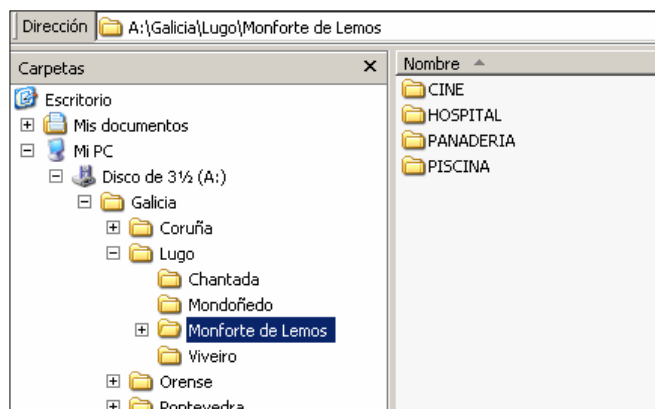 Dirección A:\Galicia\Lugo\Monforte de Lemos
Carpetas
Escritorio
Mis documentos
Mi PC
Disco de 3½ (A:)
Galicia
Coruña
Lugo
Chantada
Mondoñedo
Monforte de Lemos
Viveiro
Orense
Pontevedra
Nombre
CINE
HOSPITAL
PANADERIA
PISCINA